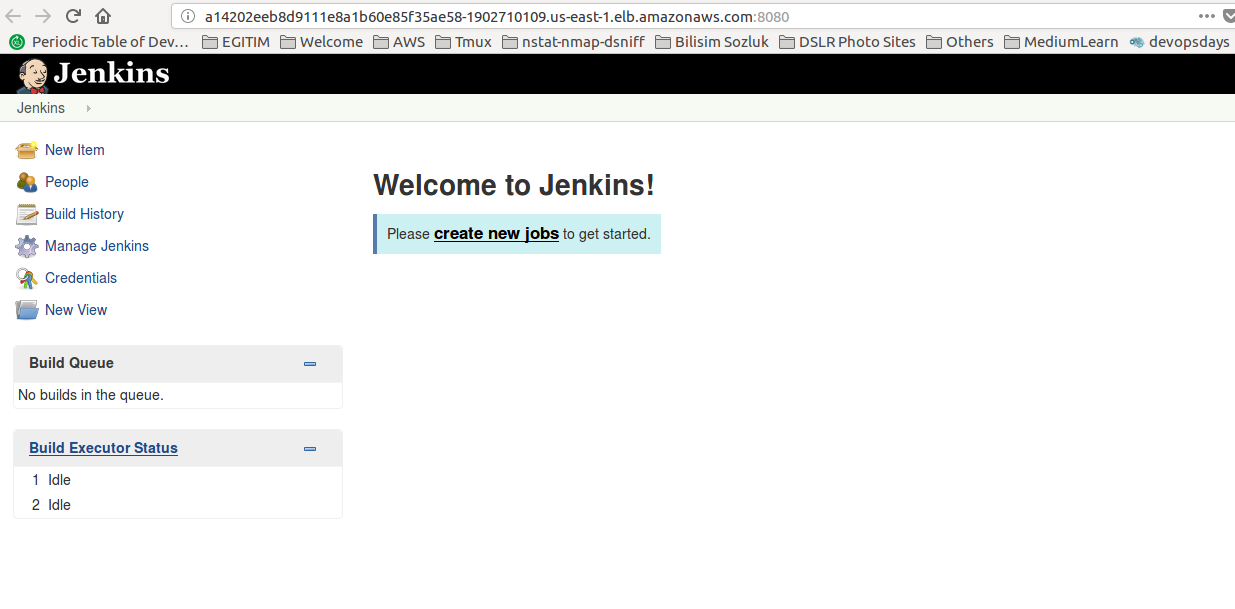 a14202eeb8d9111e8a1b60e85f35ae58-1902710109.us-east-1.elb.amazonaws.com:8080
Periodic Table of Dev… EGITIM Welcome AWS Tmux nstat-nmap-dsniff Bilisim Sozluk DSLR Photo Sites Others MediumLearn devopsdays
Jenkins
Jenkins
New Item
People
Build History
Manage Jenkins
Credentials
New View
Welcome to Jenkins!
Please create new jobs to get started.
Build Queue
No builds in the queue.
Build Executor Status
1 Idle
2 Idle